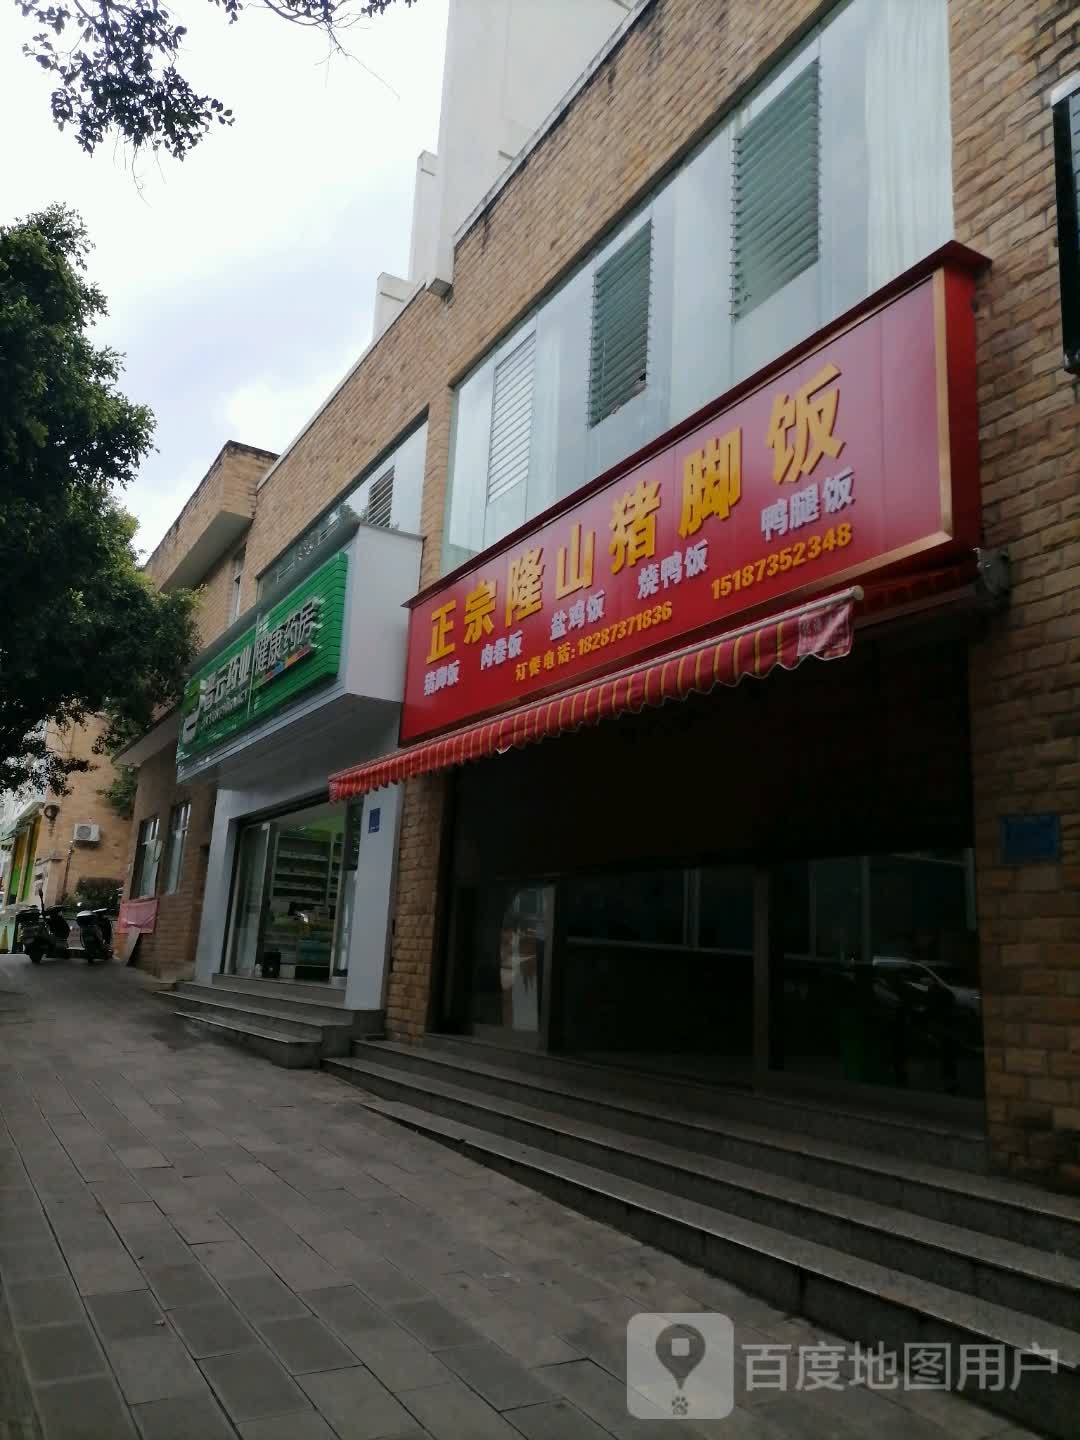 正宗隆山猪脚饭
猪脚饭 肉卷饭 盐鸡饭 烧鸭饭 鸭腿饭
订餐电话:18287371836 15187352348
健康药房
百度地图用户